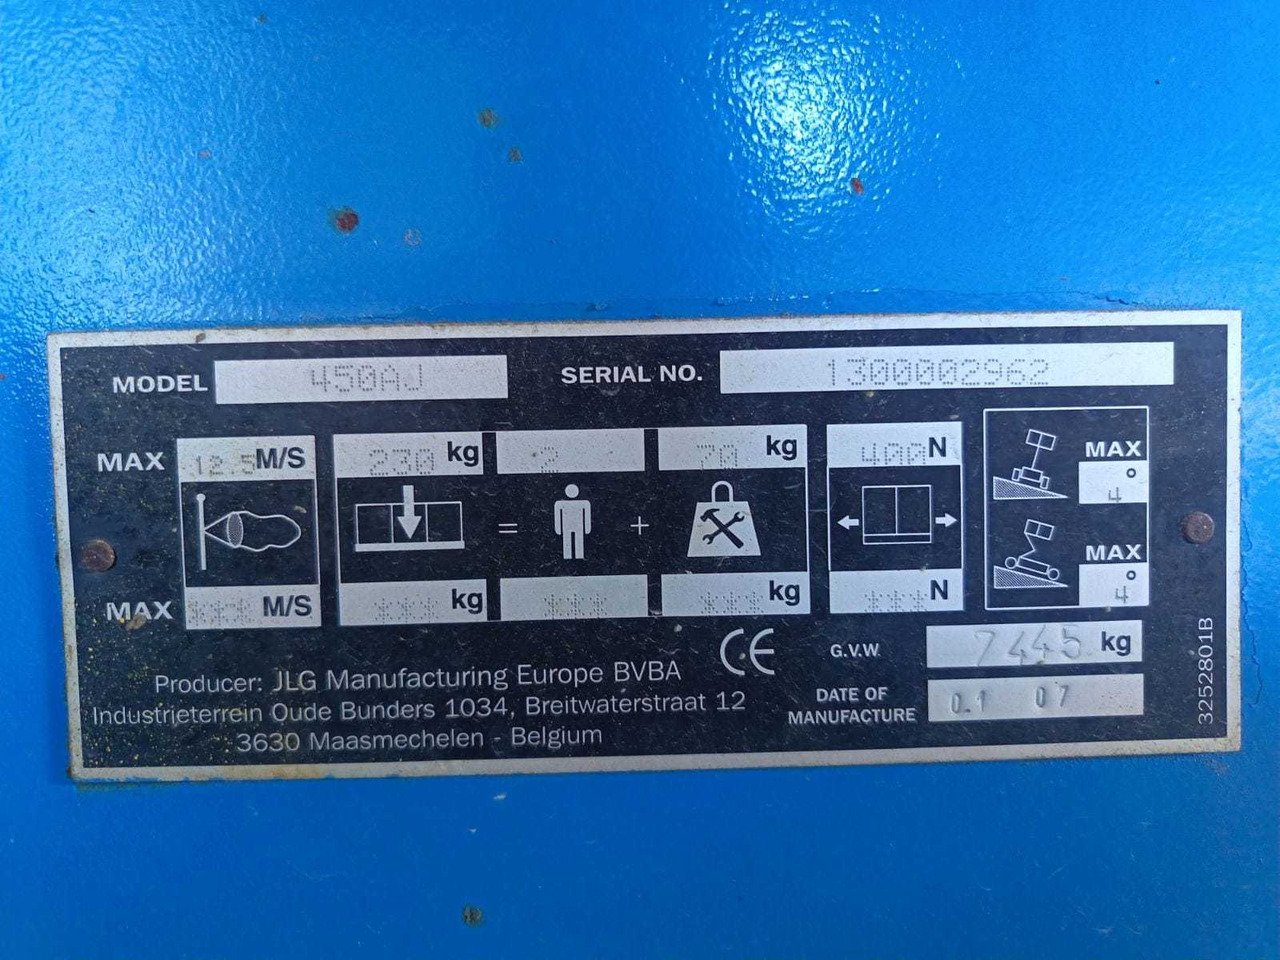 MODEL 450AJ SERIAL NO. 1300002962
MAX 12.5 M/S 230 kg 2 70 kg 400 N
MAX 4°
= +
MAX 4°
MAX *** M/S *** kg *** *** kg *** N
CE
G.V.W. 7445 kg
Producer: JLG Manufacturing Europe BVBA
Industrieterrein Oude Bunders 1034, Breitwaterstraat 12
3630 Maasmechelen - Belgium
DATE OF
MANUFACTURE 0.1 07
3252801B